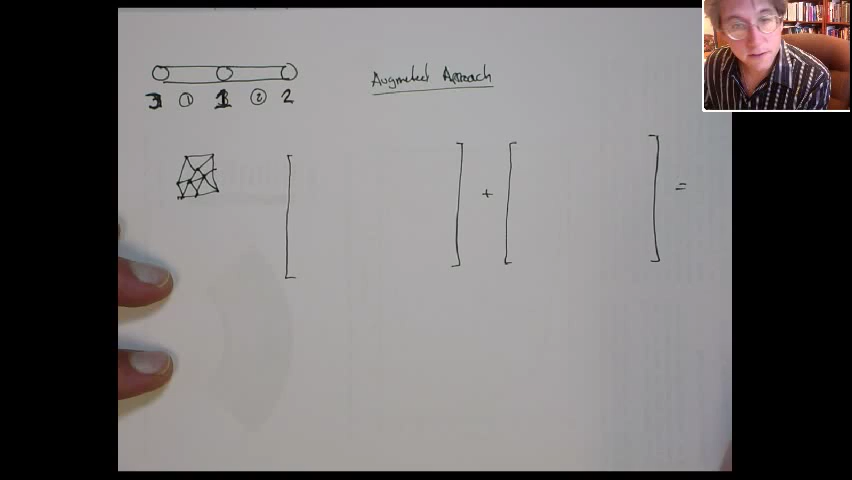 Augmented Approach
3 ① 1 ② 2
+ =